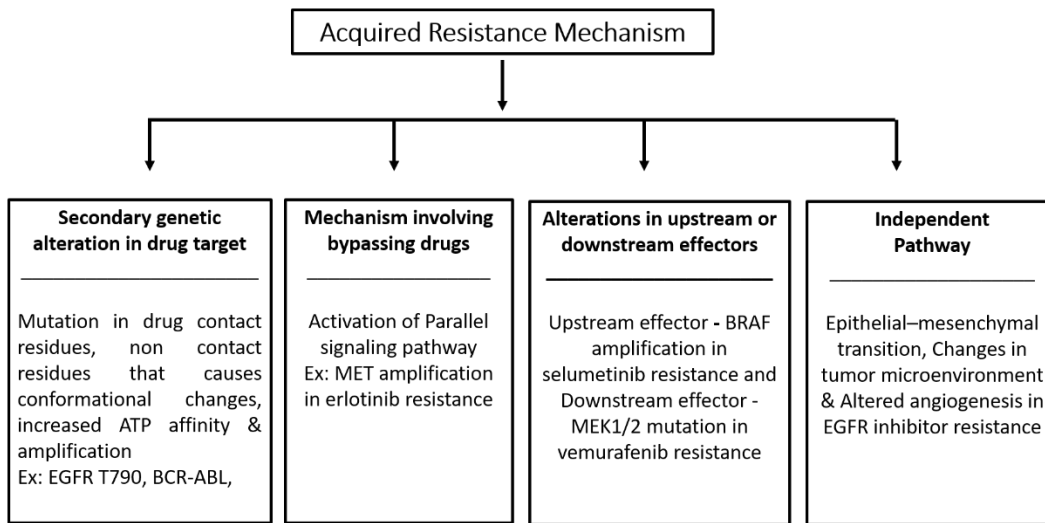 Acquired Resistance Mechanism
Secondary genetic
alteration in drug target
Mutation in drug contact
residues, non contact
residues that causes
conformational changes,
increased ATP affinity &
amplification
Ex: EGFR T790, BCR-ABL,
Mechanism involving
bypassing drugs
Activation of Parallel
signaling pathway
Ex: MET amplification
in erlotinib resistance
Alterations in upstream or
downstream effectors
Upstream effector - BRAF
amplification in
selumetinib resistance and
Downstream effector -
MEK1/2 mutation in
vemurafenib resistance
Independent
Pathway
Epithelial–mesenchymal
transition, Changes in
tumor microenvironment
& Altered angiogenesis in
EGFR inhibitor resistance